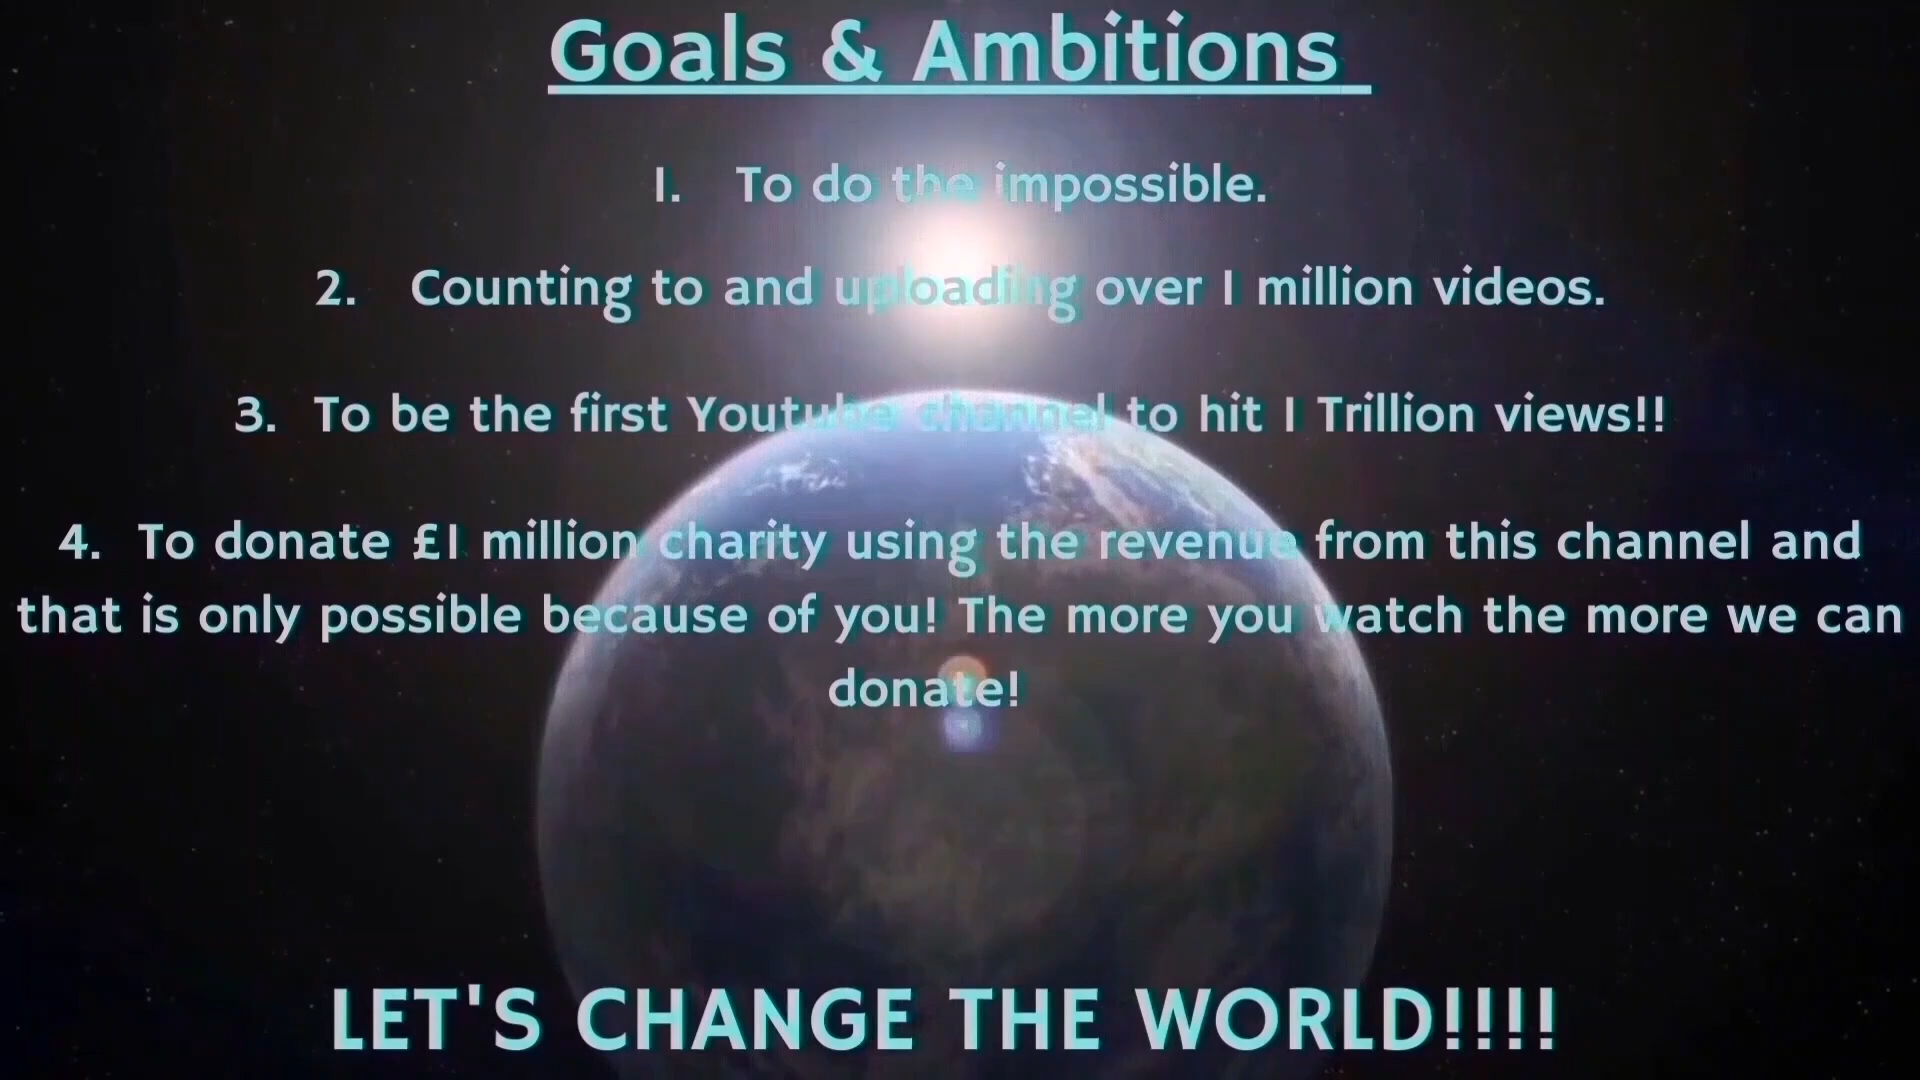 Goals & Ambitions
1. To do the impossible.
2. Counting to and uploading over 1 million videos.
3. To be the first Youtube channel to hit 1 Trillion views!!
4. To donate £1 million charity using the revenue from this channel and
that is only possible because of you! The more you watch the more we can
donate!
LET'S CHANGE THE WORLD!!!!